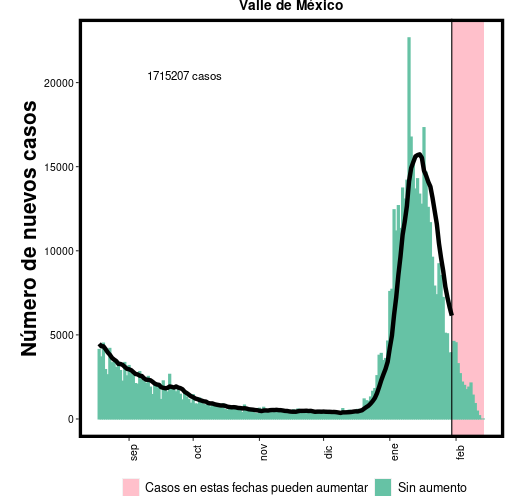 Valle de México
1715207 casos
Número de nuevos casos
20000
15000
10000
5000
0
sep
oct
nov
dic
ene
feb
Casos en estas fechas pueden aumentar
Sin aumento